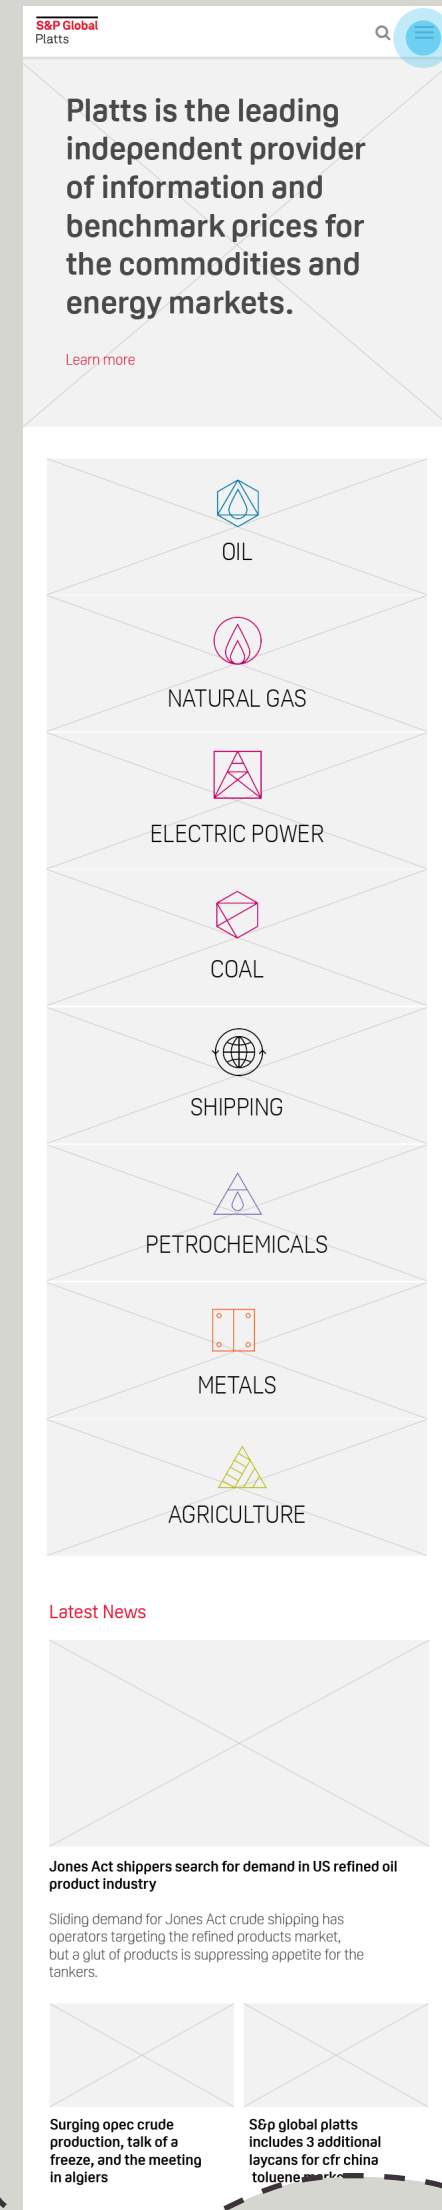 S&P Global
Platts
Platts is the leading
independent provider
of information and
benchmark prices for
the commodities and
energy markets.
Learn more
OIL
NATURAL GAS
ELECTRIC POWER
COAL
SHIPPING
PETROCHEMICALS
METALS
AGRICULTURE
Latest News
Jones Act shippers search for demand in US refined oil
product industry
Sliding demand for Jones Act crude shipping has
operators targeting the refined products market,
but a glut of products is suppressing appetite for the
tankers.
Surging opec crude
production, talk of a
freeze, and the meeting
in algiers
S&p global platts
includes 3 additional
laycans for cfr china
toluene